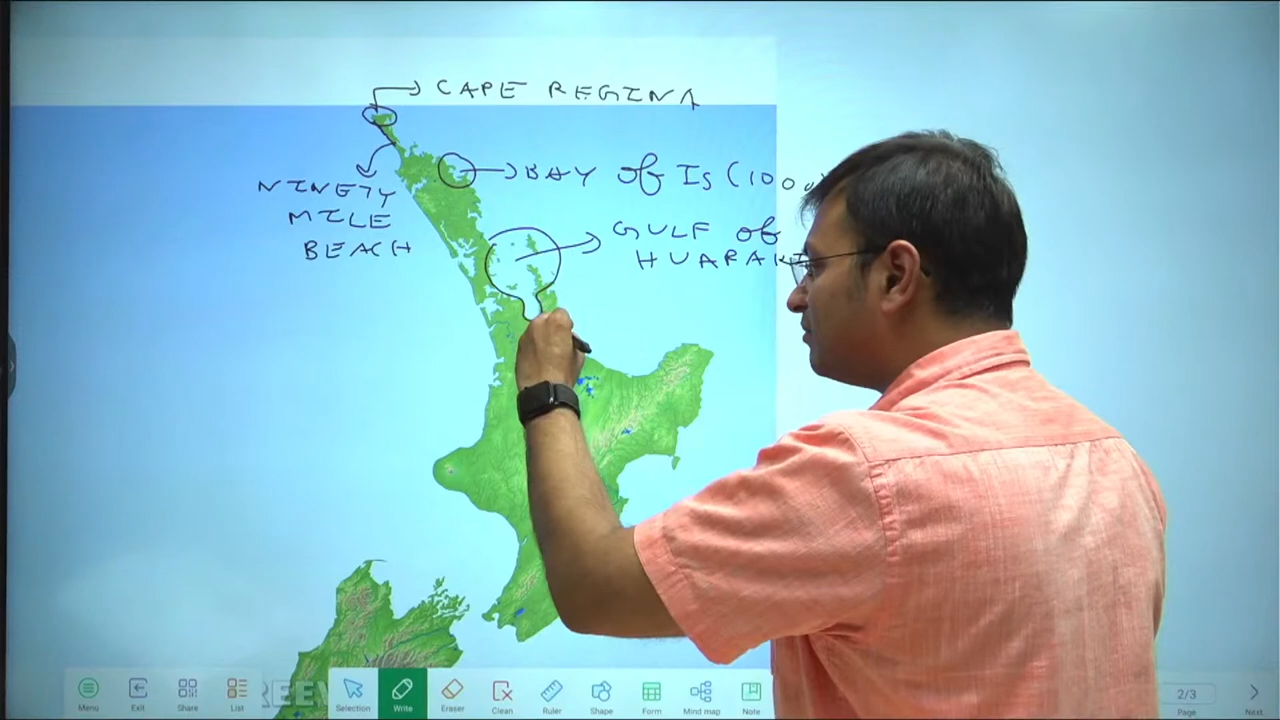 CAPE REGINA
BAY of Is (100
NINETY
MILE
BEACH
GULF of
HUARAKI
Menu
Exit
Share
List
Selection
Write
Eraser
Clean
Ruler
Shape
Form
Mind map
Note
2/3
Page
Next